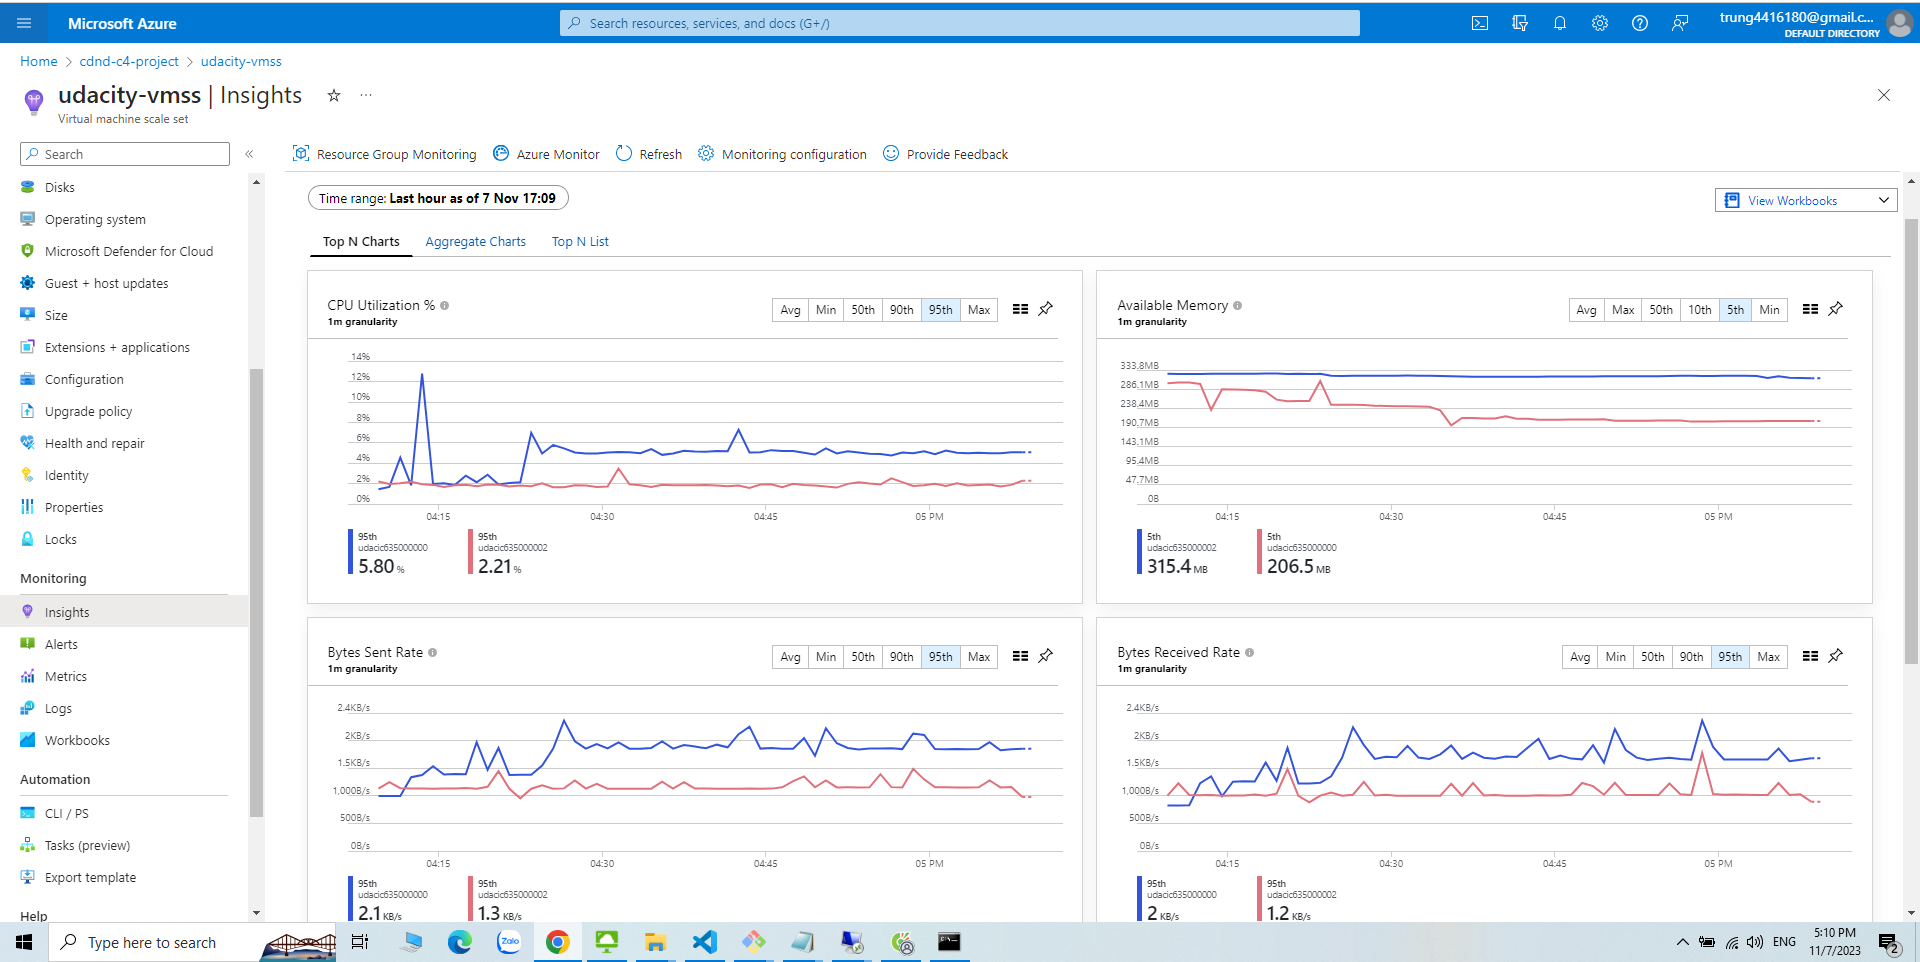 Microsoft Azure
Search resources, services, and docs (G+/)
trung4416180@gmail.c...
DEFAULT DIRECTORY
Home > cdnd-c4-project > udacity-vmss
udacity-vmss | Insights
Virtual machine scale set
Search
Disks
Operating system
Microsoft Defender for Cloud
Guest + host updates
Size
Extensions + applications
Configuration
Upgrade policy
Health and repair
Identity
Properties
Locks
Monitoring
Insights
Alerts
Metrics
Logs
Workbooks
Automation
CLI / PS
Tasks (preview)
Export template
Help
Resource Group Monitoring Azure Monitor Refresh Monitoring configuration Provide Feedback
Time range: Last hour as of 7 Nov 17:09
View Workbooks
Top N Charts Aggregate Charts Top N List
CPU Utilization %
1m granularity
Avg Min 50th 90th 95th Max
14%
12%
10%
8%
6%
4%
2%
0%
04:15 04:30 04:45 05 PM
95th
udacic635000000
5.80 %
95th
udacic635000002
2.21 %
Available Memory
1m granularity
Avg Max 50th 10th 5th Min
333.8MB
286.1MB
238.4MB
190.7MB
143.1MB
95.4MB
47.7MB
0B
04:15 04:30 04:45 05 PM
5th
udacic635000002
315.4 MB
5th
udacic635000000
206.5 MB
Bytes Sent Rate
1m granularity
Avg Min 50th 90th 95th Max
2.4KB/s
2KB/s
1.5KB/s
1,000B/s
500B/s
0B/s
04:15 04:30 04:45 05 PM
95th
udacic635000000
2.1 KB/s
95th
udacic635000002
1.3 KB/s
Bytes Received Rate
1m granularity
Avg Min 50th 90th 95th Max
2.4KB/s
2KB/s
1.5KB/s
1,000B/s
500B/s
0B/s
04:15 04:30 04:45 05 PM
95th
udacic635000000
2 KB/s
95th
udacic635000002
1.2 KB/s
Type here to search
Zalo
ENG
5:10 PM
11/7/2023
2